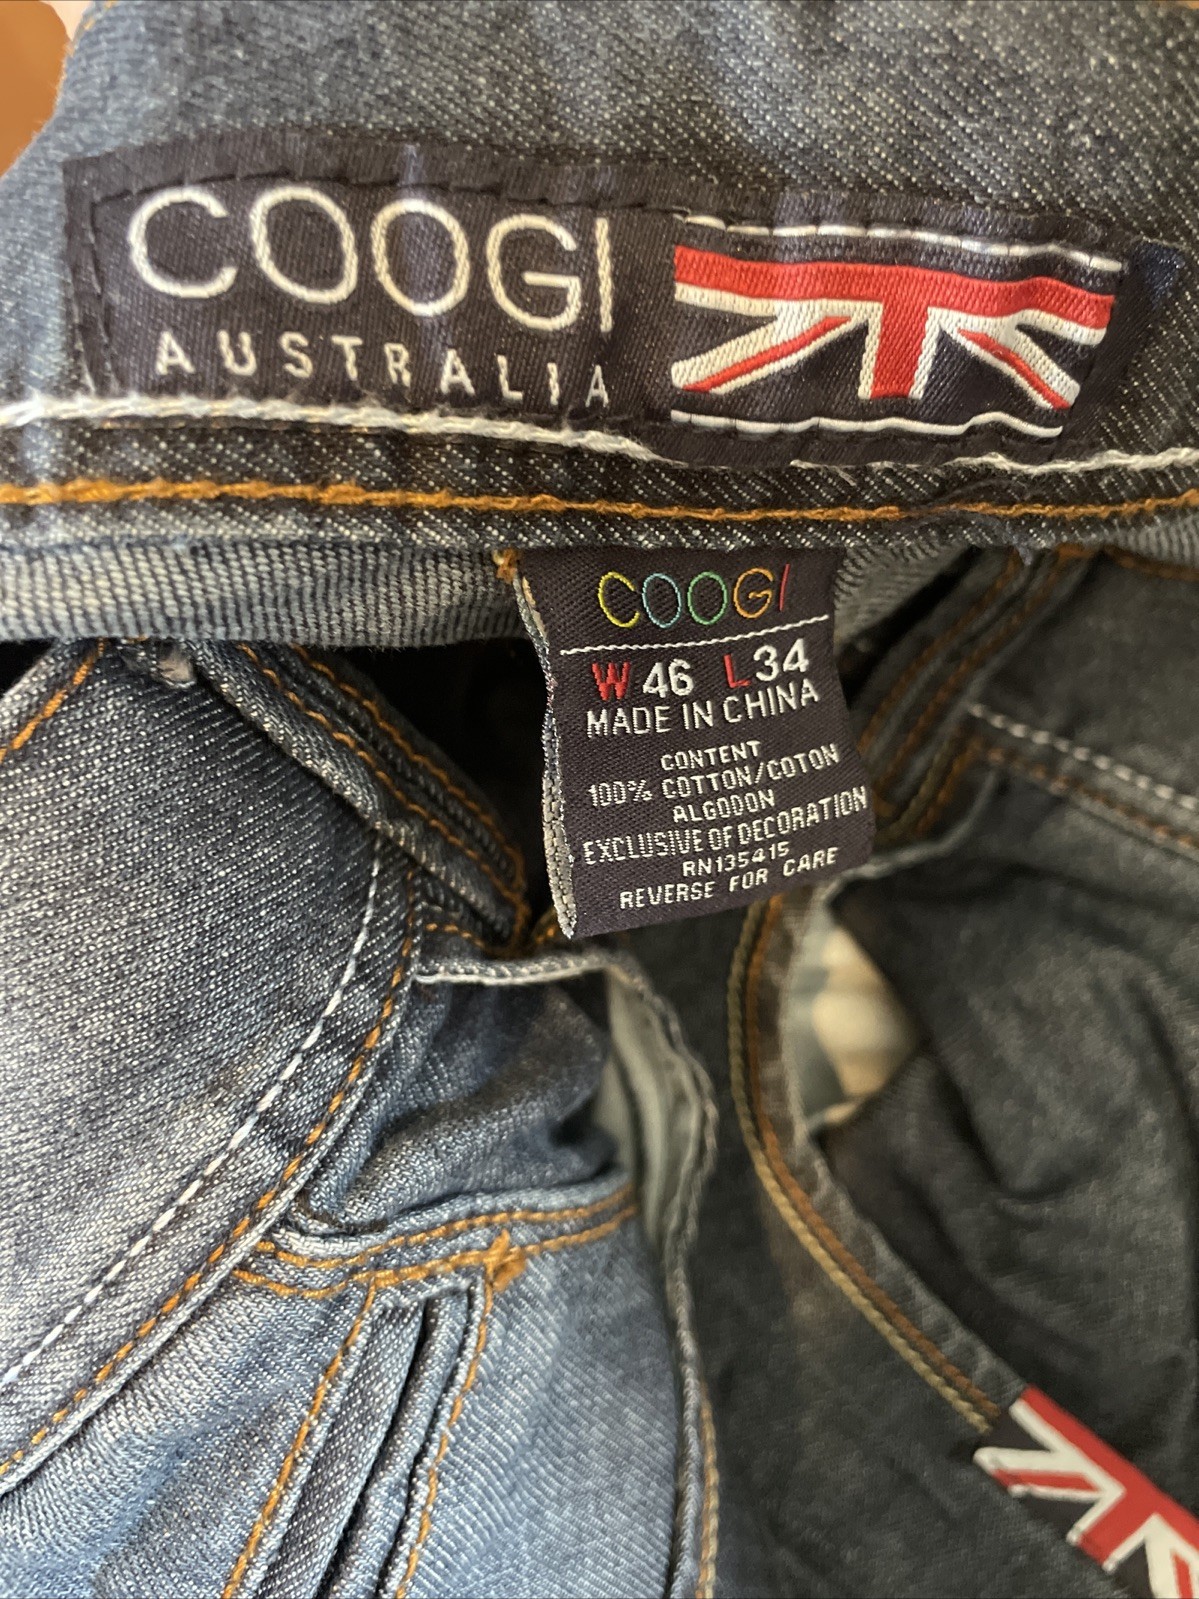 COOGI
AUSTRALIA
COOGI
W 46 L 34
MADE IN CHINA
CONTENT
100% COTTON/COTON
ALGODON
EXCLUSIVE OF DECORATION
RN135415
REVERSE FOR CARE